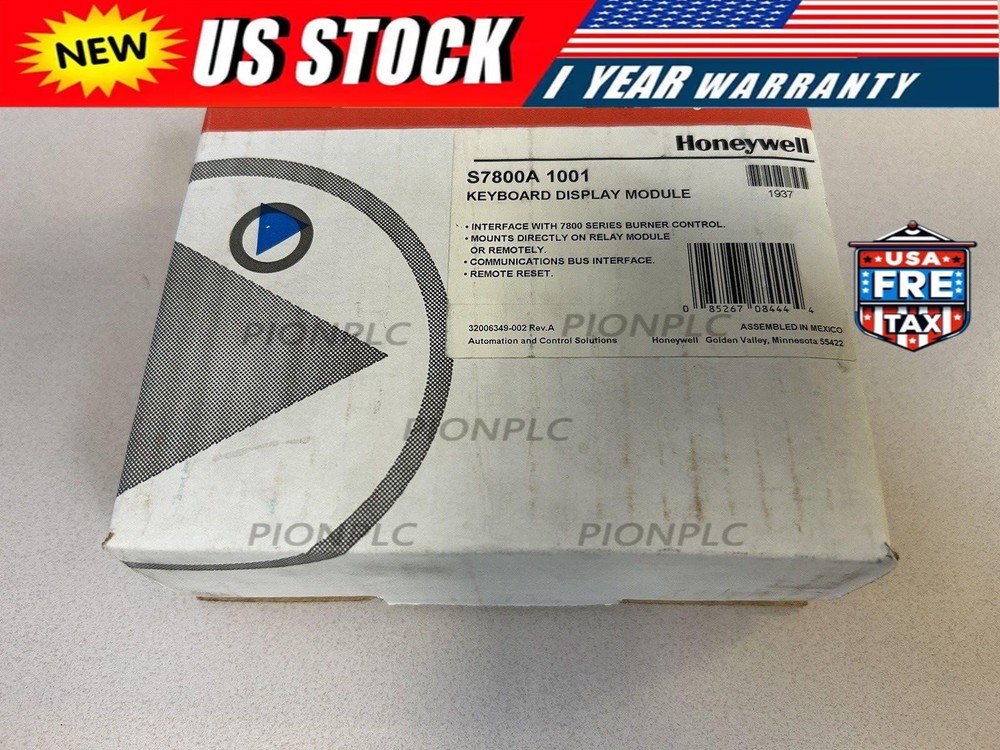 NEW
US STOCK
1 YEAR WARRANTY
Honeywell
S7800A 1001
KEYBOARD DISPLAY MODULE
1937
• INTERFACE WITH 7800 SERIES BURNER CONTROL.
• MOUNTS DIRECTLY ON RELAY MODULE
OR REMOTELY.
• COMMUNICATIONS BUS INTERFACE.
• REMOTE RESET.
0 85267 08444 4
32006349-002 Rev.A
ASSEMBLED IN MEXICO
Automation and Control Solutions
Honeywell Golden Valley, Minnesota 55422
USA
FRE
TAX
PIONPLC
PIONPLC
PIONPLC
PIONPLC
PIONPLC